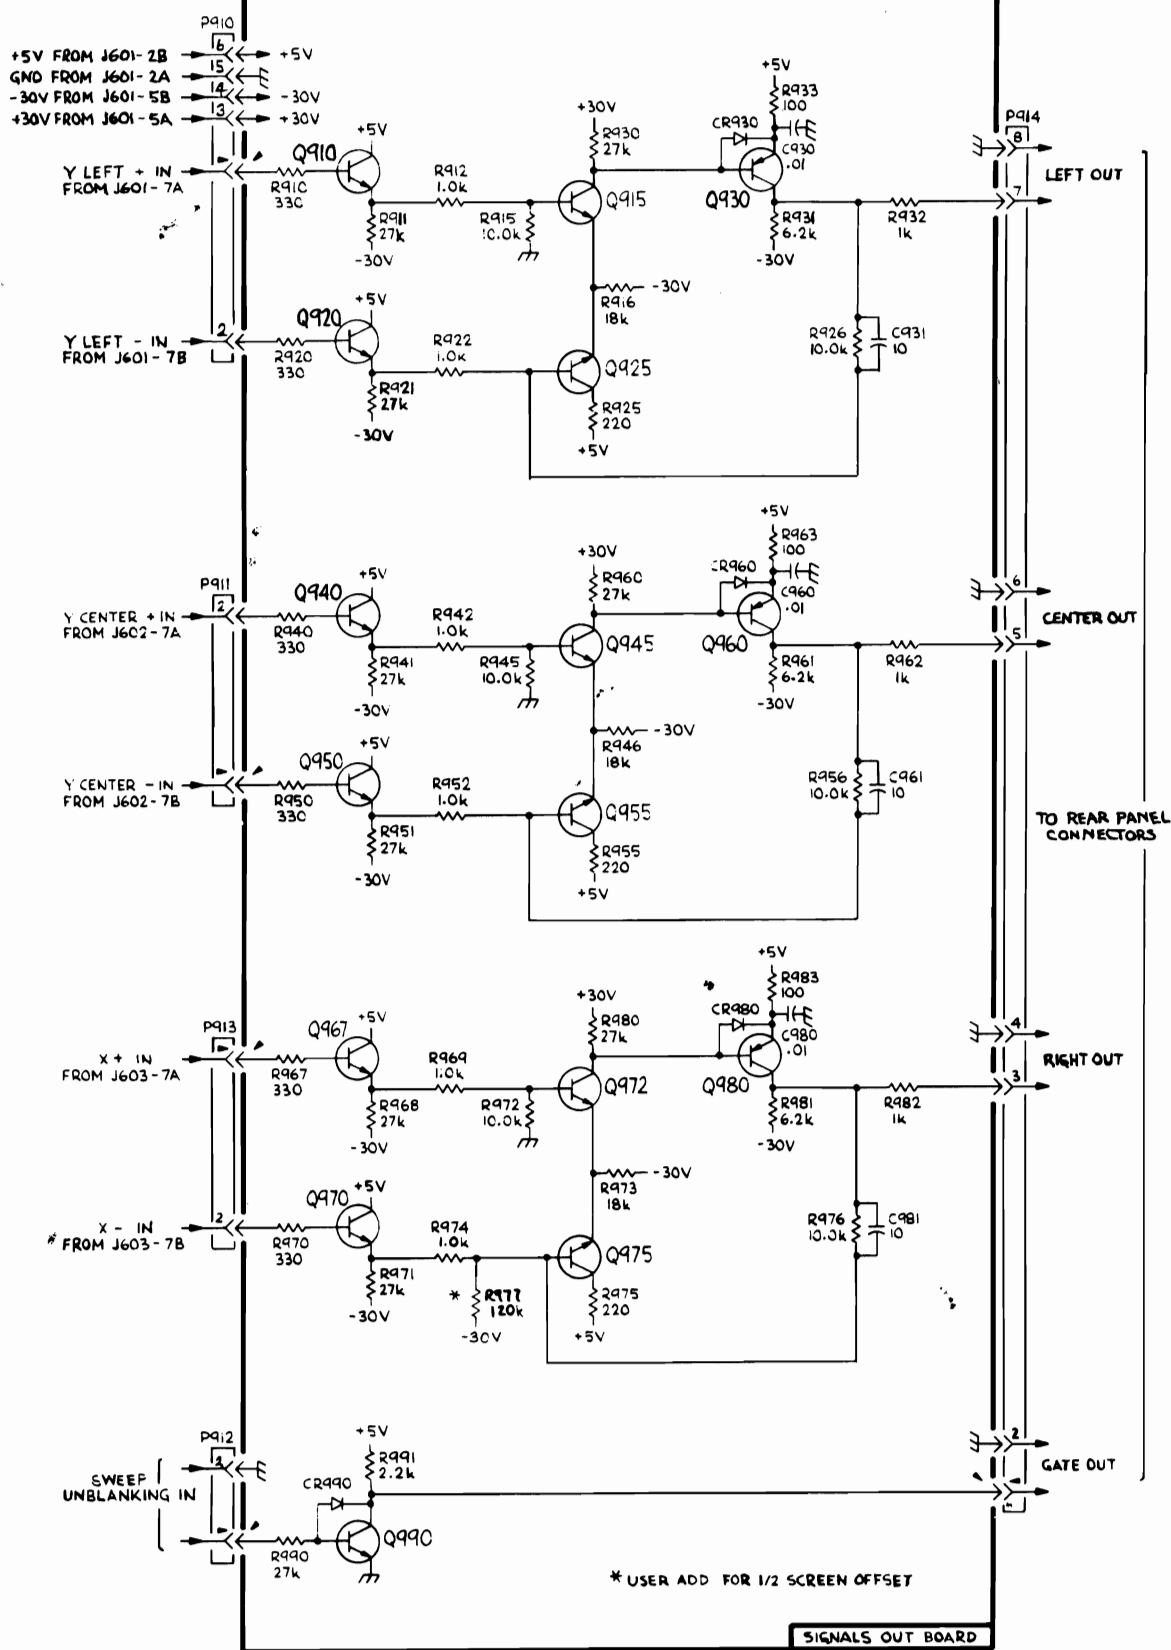 P910
6
+5V FROM J601-2B
+5V
15
GND FROM J601-2A
14
-30V FROM J601-5B
-30V
13
+30V FROM J601-5A
+30V
Y LEFT + IN
FROM J601-7A
R910
330
Q910
+5V
R911
27k
-30V
R912
1.0k
R915
10.0k
+30V
R930
27k
Q915
CR930
+5V
R933
100
C930
.01
Q930
R931
6.2k
-30V
R932
1k
P914
8
LEFT OUT
7
R916
18k
-30V
2
Y LEFT - IN
FROM J601-7B
R920
330
Q920
+5V
R921
27k
-30V
R922
1.0k
Q925
R925
220
+5V
R926
10.0k
C931
10
P911
2
Y CENTER + IN
FROM J602-7A
R940
330
Q940
+5V
R941
27k
-30V
R942
1.0k
R945
10.0k
+30V
R960
27k
Q945
CR960
+5V
R963
100
C960
.01
Q960
R961
6.2k
-30V
R962
1k
6
CENTER OUT
5
R946
18k
-30V
Y CENTER - IN
FROM J602-7B
R950
330
Q950
+5V
R951
27k
-30V
R952
1.0k
Q955
R955
220
+5V
R956
10.0k
C961
10
TO REAR PANEL
CONNECTORS
P913
X + IN
FROM J603-7A
R967
330
Q967
+5V
R968
27k
-30V
R969
1.0k
R972
10.0k
+30V
R980
27k
Q972
CR980
+5V
R983
100
C980
.01
Q980
R981
6.2k
-30V
R982
1k
4
RIGHT OUT
3
R973
18k
-30V
2
X - IN
* FROM J603-7B
R970
330
Q970
+5V
R971
27k
-30V
R974
1.0k
* R977
120k
-30V
Q975
R975
220
+5V
R976
10.0k
C981
10
P912
SWEEP
UNBLANKING IN
R990
27k
CR990
+5V
R991
2.2k
Q990
2
GATE OUT
* USER ADD FOR 1/2 SCREEN OFFSET
SIGNALS OUT BOARD